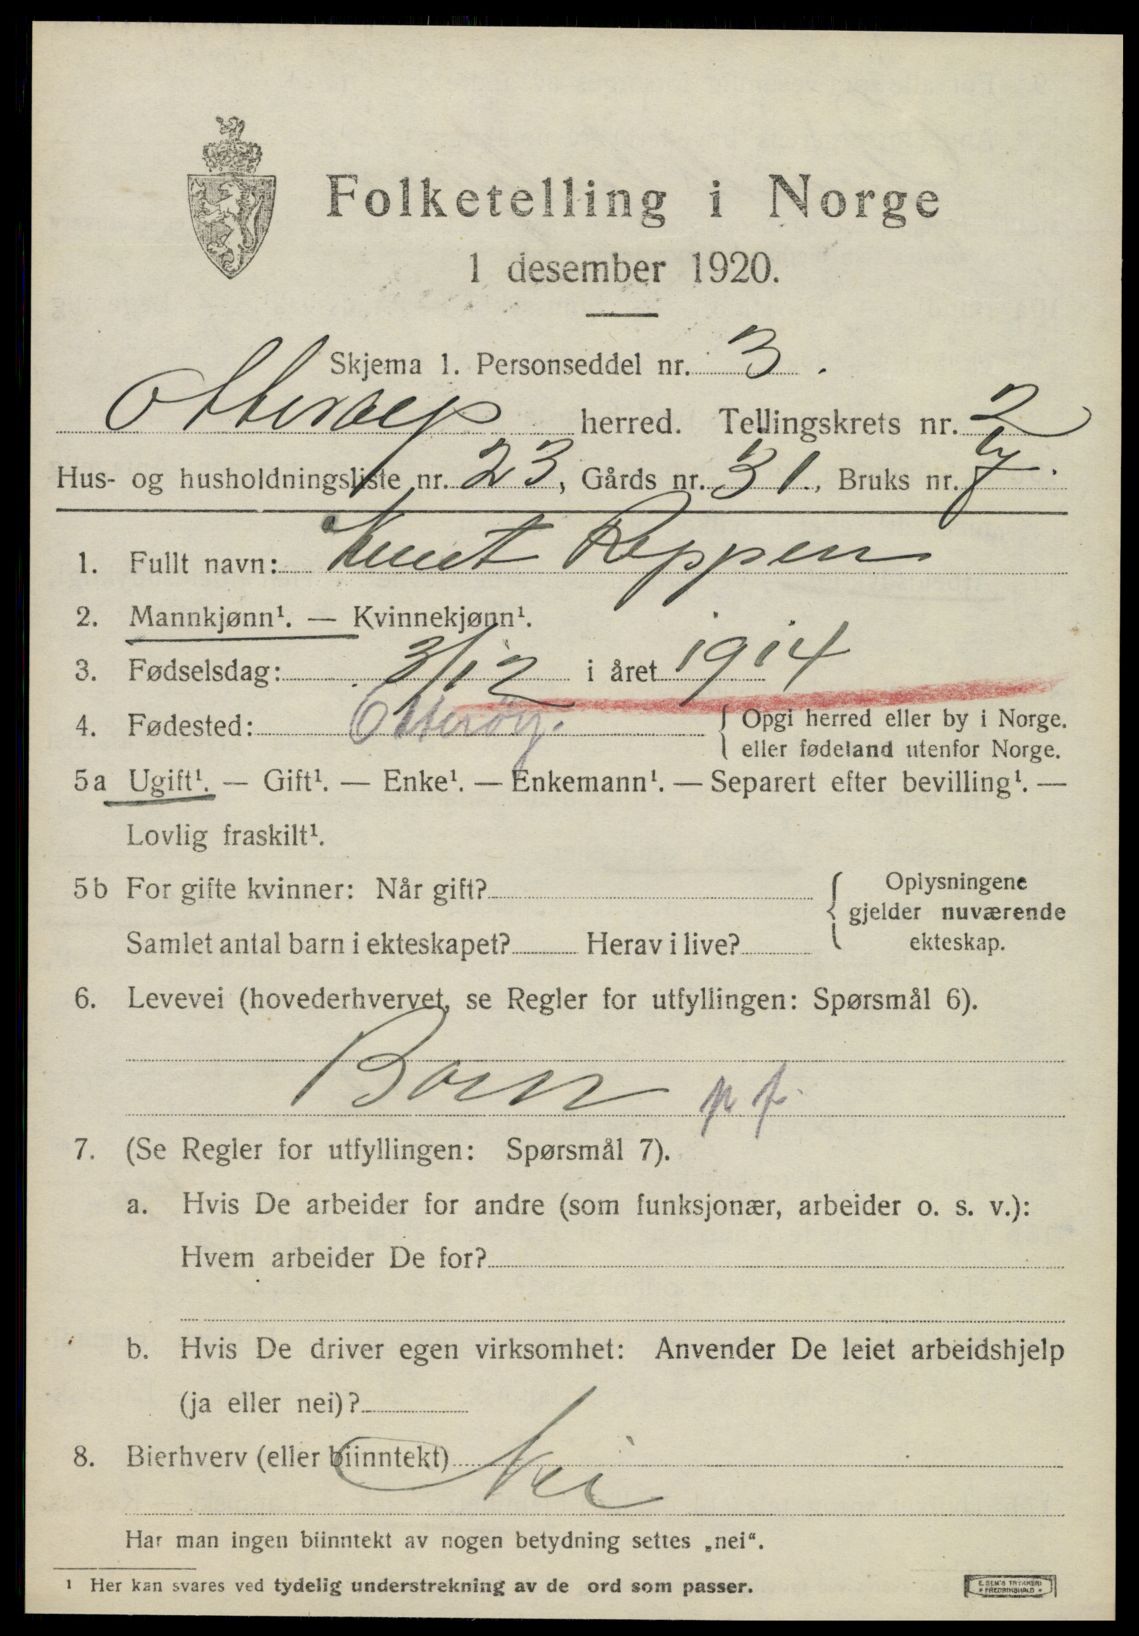 Folketelling i Norge
1 desember 1920.
Skjema 1. Personseddel nr. 3.
Otterøy herred. Tellingskrets nr. 2
Hus- og husholdningsliste nr. 23, Gårds nr. 31, Bruks nr. 7.
1. Fullt navn: Knut Reppen
2. Mannkjønn¹. — Kvinnekjønn¹.
3. Fødselsdag: 3/12 i året 1914
4. Fødested: Otteröy. { Opgi herred eller by i Norge.
eller fødeland utenfor Norge.
5a Ugift¹. — Gift¹. — Enke¹. — Enkemann¹. — Separert efter bevilling¹. —
Lovlig fraskilt¹.
5b For gifte kvinner: Når gift? { Oplysningene
gjelder nuværende
Samlet antal barn i ekteskapet? Herav i live? ekteskap.
6. Levevei (hovederhvervet, se Regler for utfyllingen: Spørsmål 6).
Barn p f.
7. (Se Regler for utfyllingen: Spørsmål 7).
a. Hvis De arbeider for andre (som funksjonær, arbeider o. s. v.):
Hvem arbeider De for?
b. Hvis De driver egen virksomhet: Anvender De leiet arbeidshjelp
(ja eller nei)?
8. Bierhverv (eller biinntekt) Nei
Har man ingen biinntekt av nogen betydning settes „nei“.
¹ Her kan svares ved tydelig understrekning av de ord som passer.